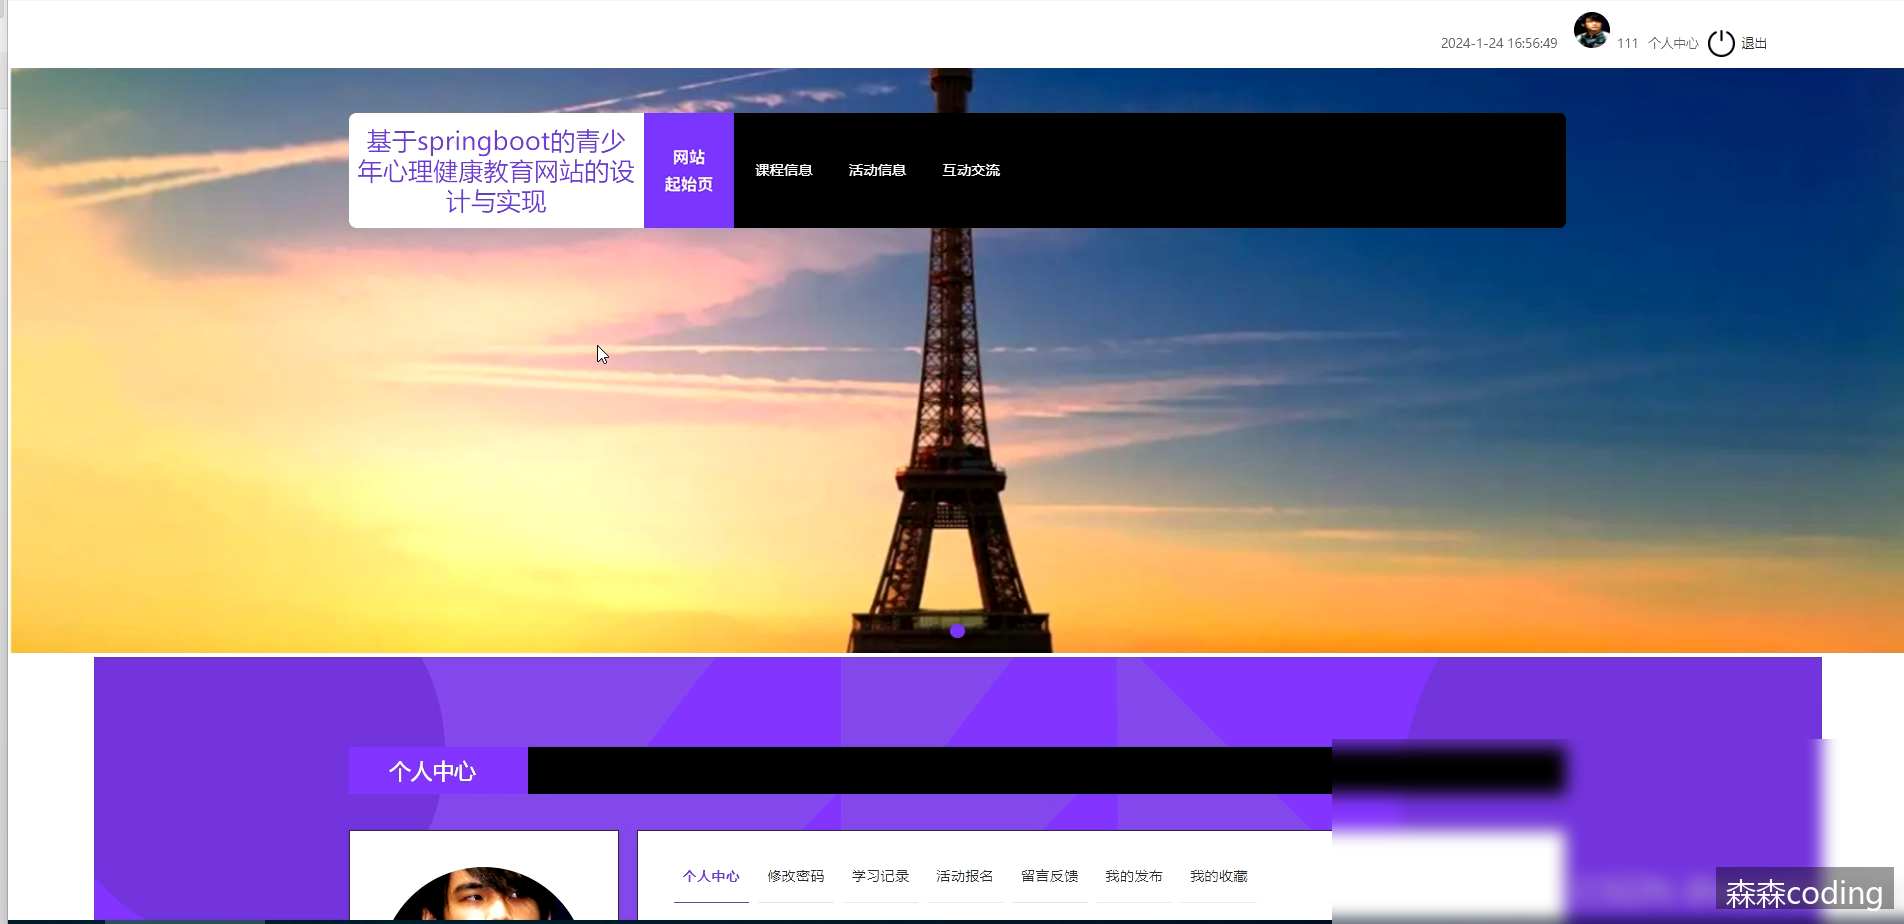 2024-1-24 16:56:49 111 个人中心 退出
基于springboot的青少
年心理健康教育网站的设
计与实现
网站
起始页
课程信息 活动信息 互动交流
个人中心
个人中心 修改密码 学习记录 活动报名 留言反馈 我的发布 我的收藏
森森coding